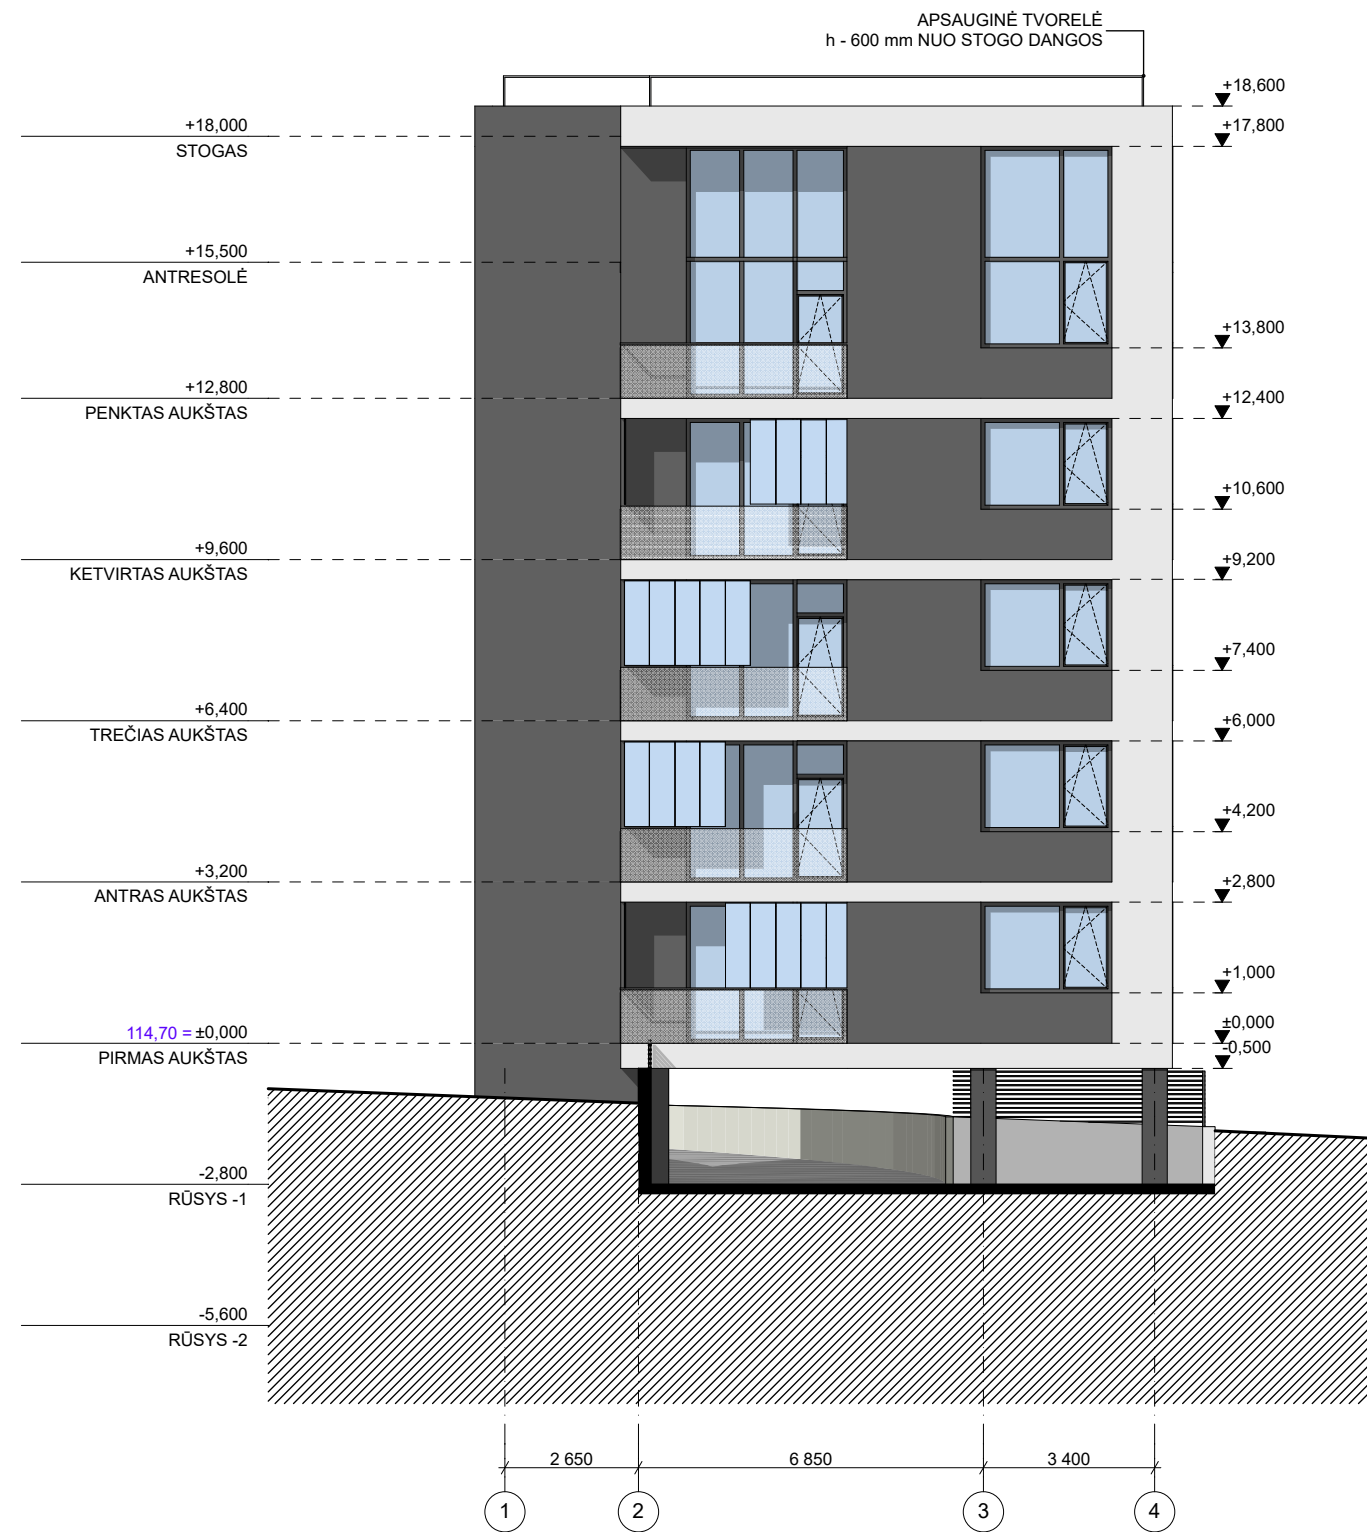 APSAUGINĖ TVORELĖ
h - 600 mm NUO STOGO DANGOS
+18,600
+18,000
STOGAS
+17,800
+15,500
ANTRESOLĖ
+13,800
+12,800
PENKTAS AUKŠTAS
+12,400
+10,600
+9,600
KETVIRTAS AUKŠTAS
+9,200
+7,400
+6,400
TREČIAS AUKŠTAS
+6,000
+4,200
+3,200
ANTRAS AUKŠTAS
+2,800
+1,000
114,70 = ±0,000
PIRMAS AUKŠTAS
±0,000
-0,500
-2,800
RŪSYS -1
-5,600
RŪSYS -2
2 650 6 850 3 400
1 2 3 4